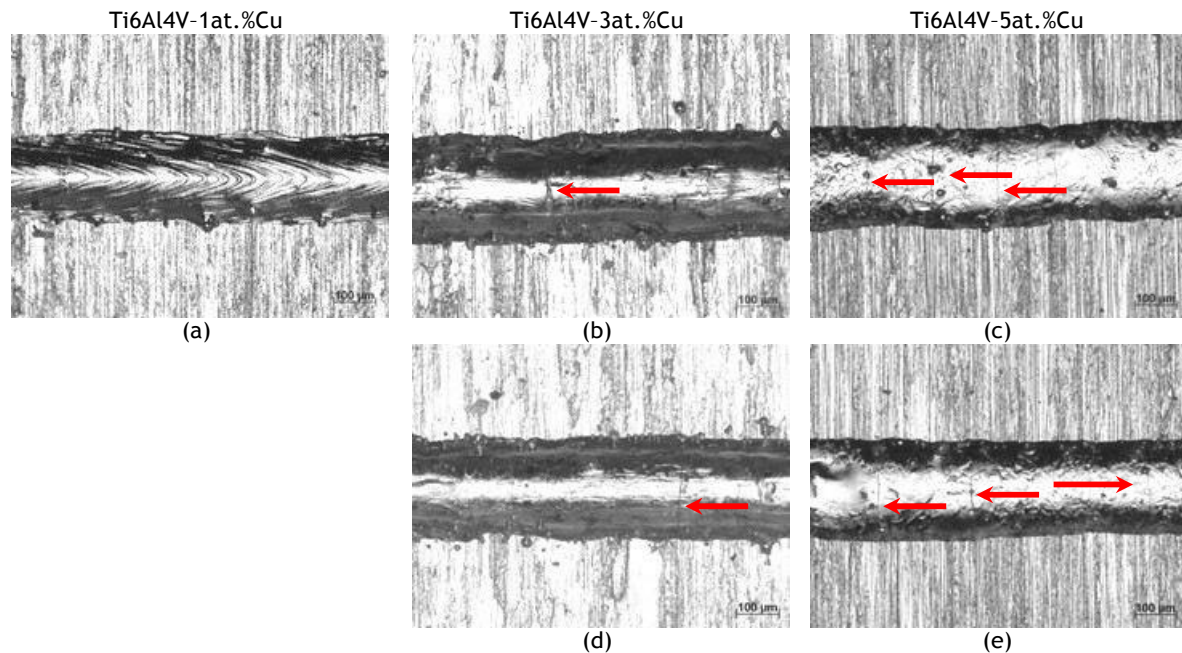 Ti6Al4V–1at.%Cu
Ti6Al4V–3at.%Cu
Ti6Al4V–5at.%Cu
100 µm
100 µm
100 µm
(a)
(b)
(c)
100 µm
100 µm
(d)
(e)